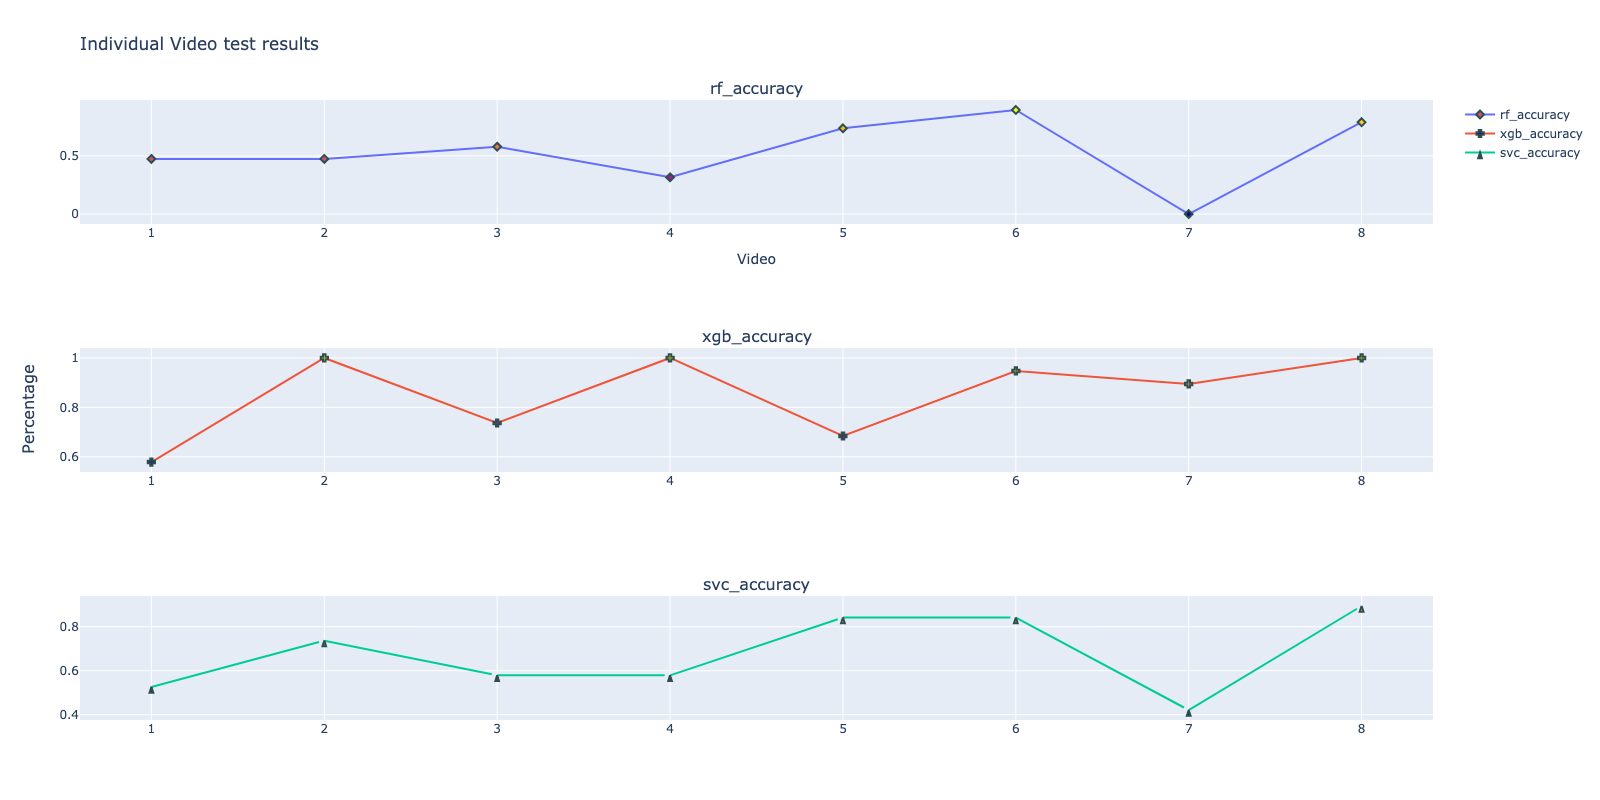 Individual Video test results
rf_accuracy
0.5
0
1 2 3 4 5 6 7 8
Video
rf_accuracy
xgb_accuracy
svc_accuracy
xgb_accuracy
Percentage
1
0.8
0.6
1 2 3 4 5 6 7 8
svc_accuracy
0.8
0.6
0.4
1 2 3 4 5 6 7 8